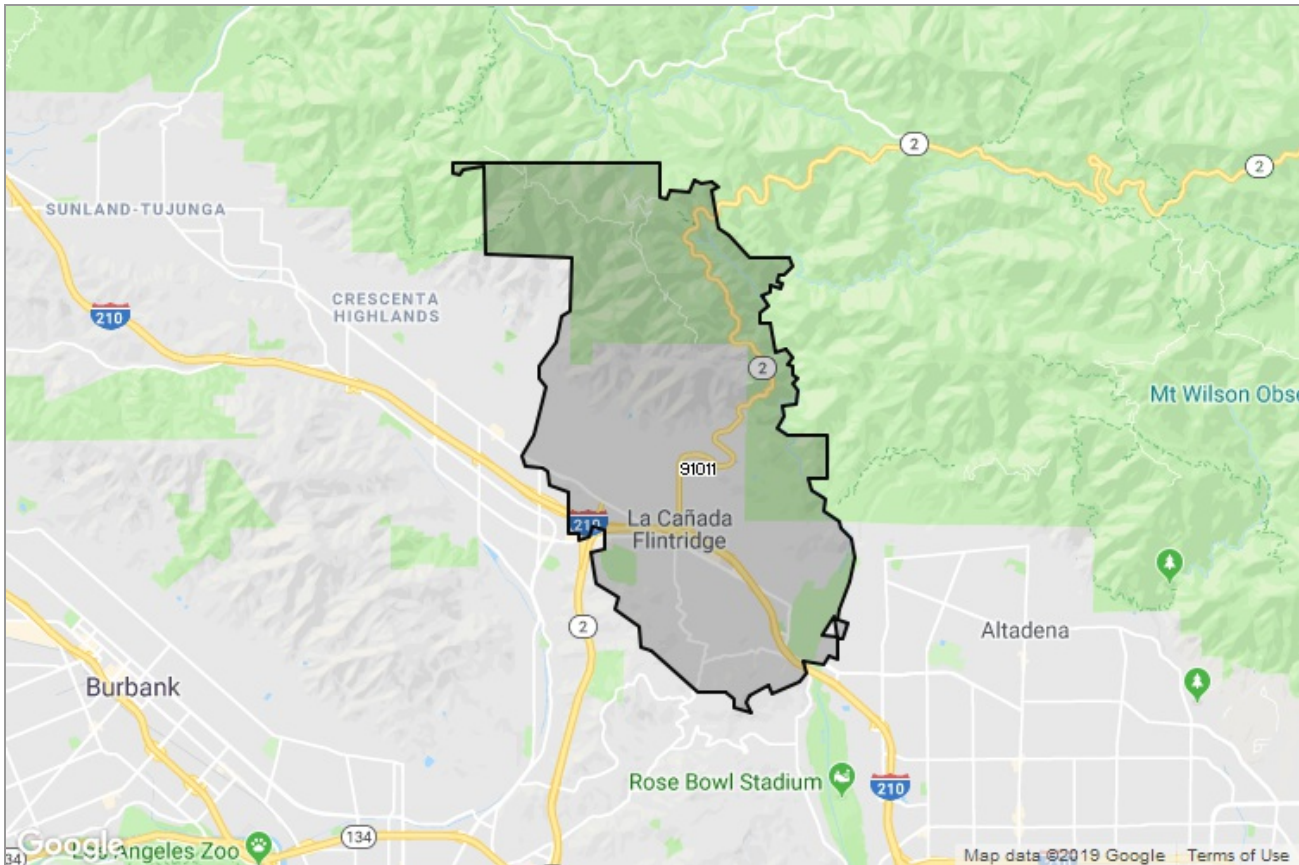 2
2
SUNLAND-TUJUNGA
CRESCENTA
HIGHLANDS
210
2
Mt Wilson Obse
91011
210
La Cañada
Flintridge
2
Altadena
Burbank
Rose Bowl Stadium
210
134
34)
Google
Los Angeles Zoo
Map data ©2019 Google
Terms of Use